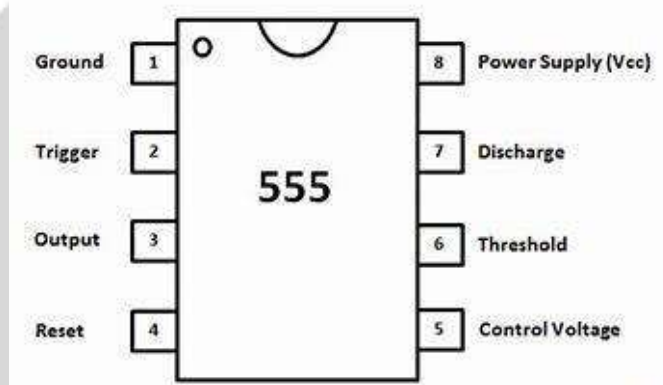 Ground 1 8 Power Supply (Vcc)
Trigger 2 7 Discharge
555
Output 3 6 Threshold
Reset 4 5 Control Voltage